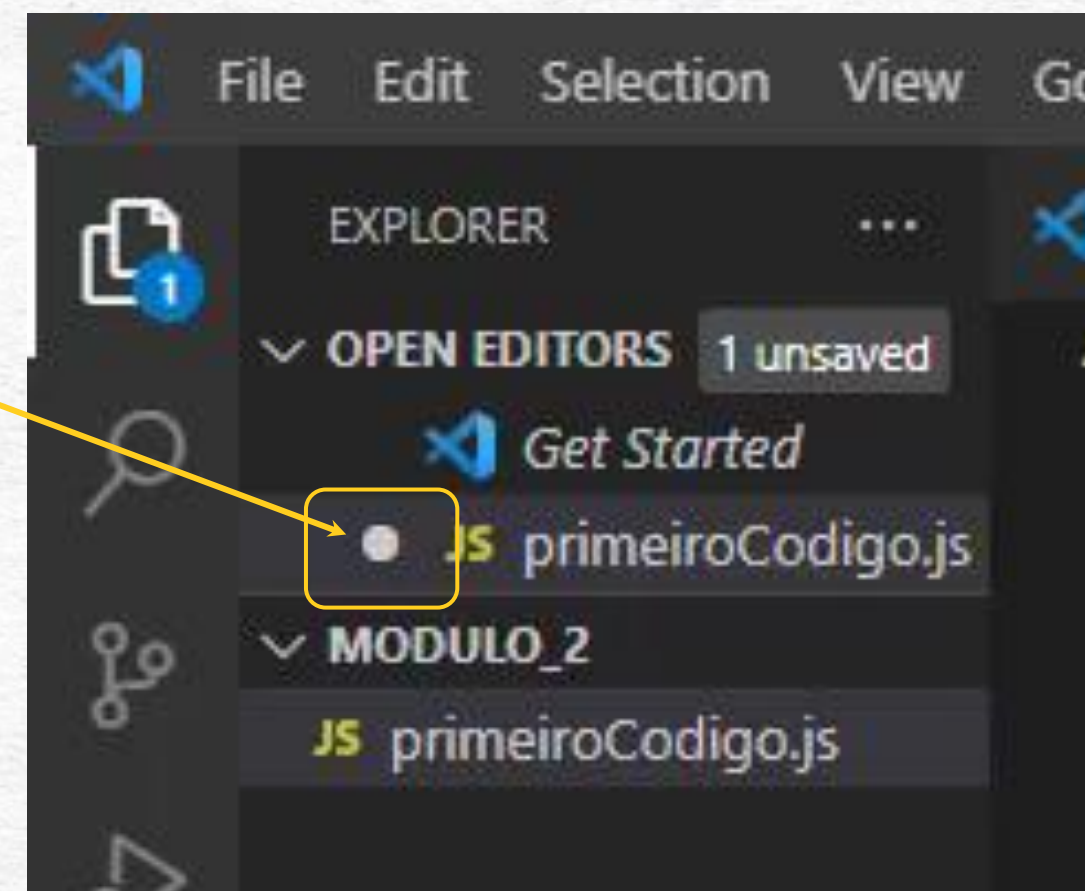 File Edit Selection View Go
EXPLORER ...
1
OPEN EDITORS 1 unsaved
Get Started
JS primeiroCodigo.js
MODULO_2
JS primeiroCodigo.js